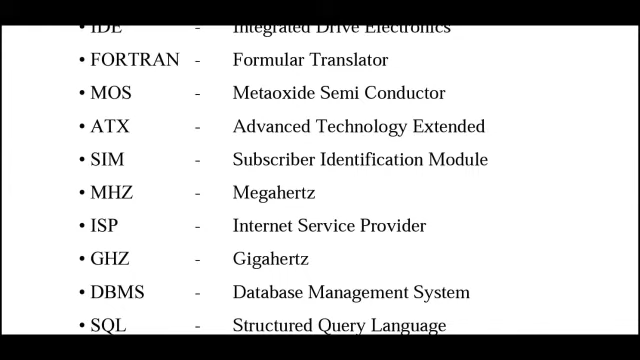 • IDE - Integrated Drive Electronics
• FORTRAN - Formular Translator
• MOS - Metaoxide Semi Conductor
• ATX - Advanced Technology Extended
• SIM - Subscriber Identification Module
• MHZ - Megahertz
• ISP - Internet Service Provider
• GHZ - Gigahertz
• DBMS - Database Management System
• SQL - Structured Query Language